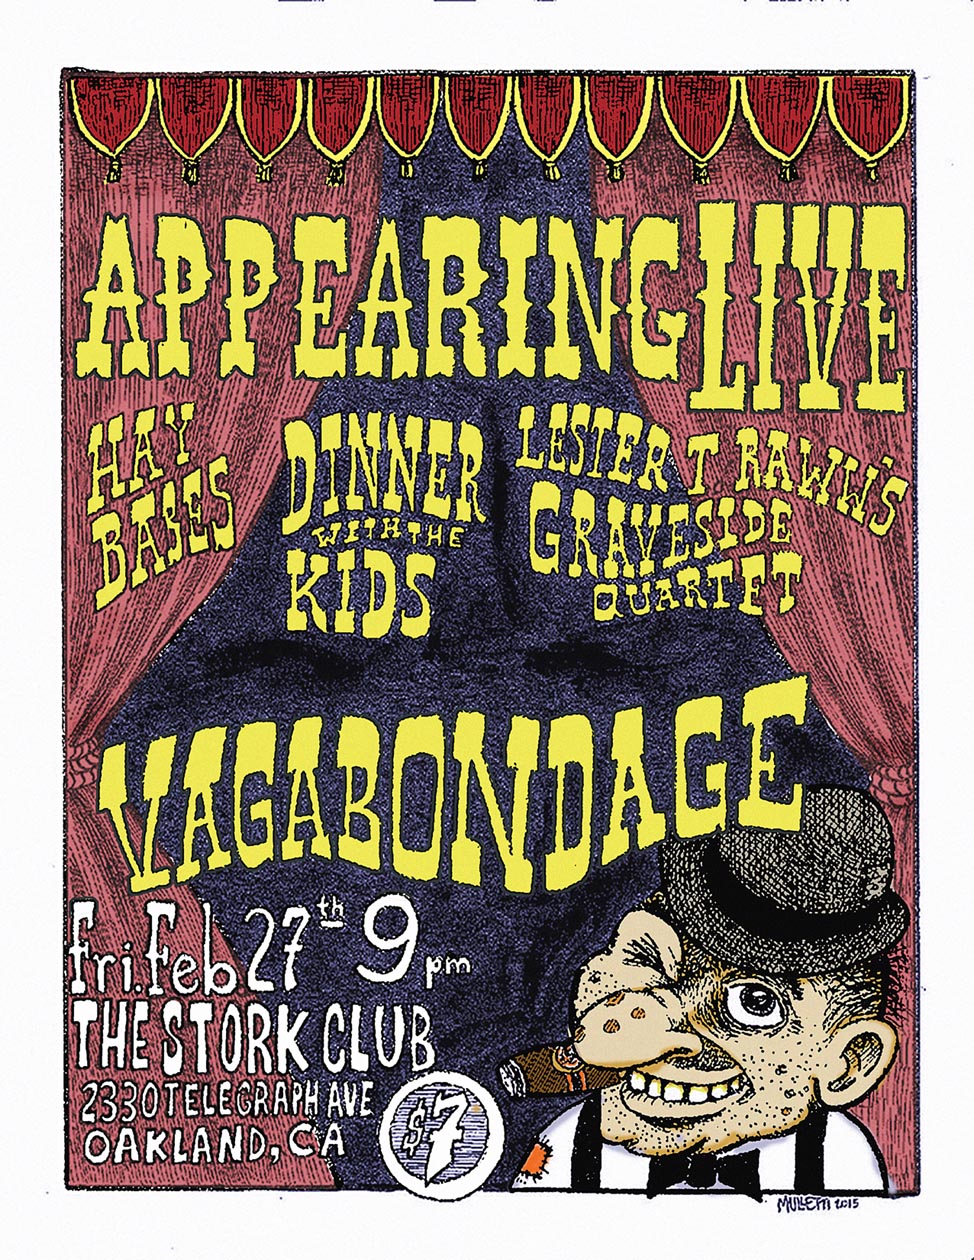 APPEARING LIVE
HAY
BABES
DINNER
WITH THE
KIDS
LESTER T RAWW'S
GRAVESIDE
QUARTET
VAGABONDAGE
fri. Feb 27th 9 pm
THE STORK CLUB
2330 TELEGRAPH AVE
OAKLAND, CA
$7
MULLETTI 2015